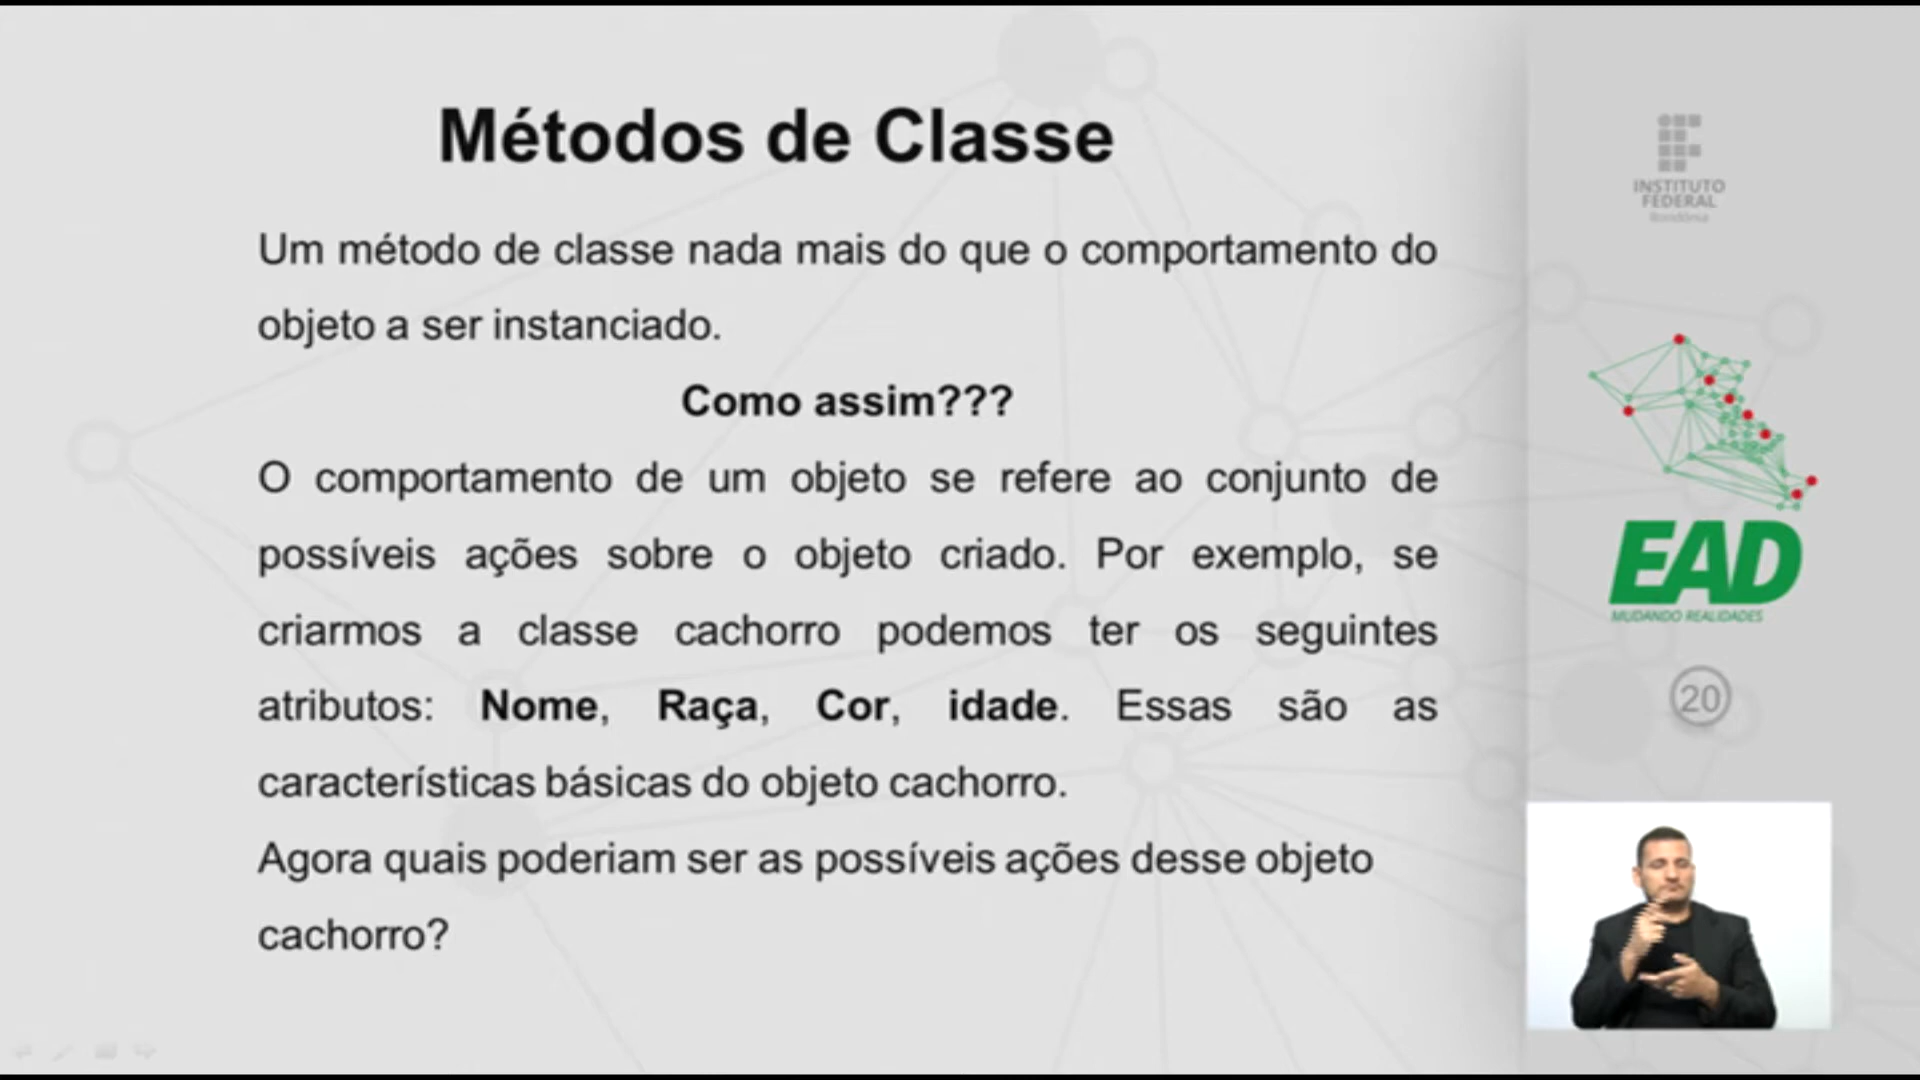 Métodos de Classe
Um método de classe nada mais do que o comportamento do
objeto a ser instanciado.
Como assim???
O comportamento de um objeto se refere ao conjunto de
possíveis ações sobre o objeto criado. Por exemplo, se
criarmos a classe cachorro podemos ter os seguintes
atributos: Nome, Raça, Cor, idade. Essas são as
características básicas do objeto cachorro.
Agora quais poderiam ser as possíveis ações desse objeto
cachorro?
INSTITUTO
FEDERAL
Rondônia
EAD
MUDANDO REALIDADES
20